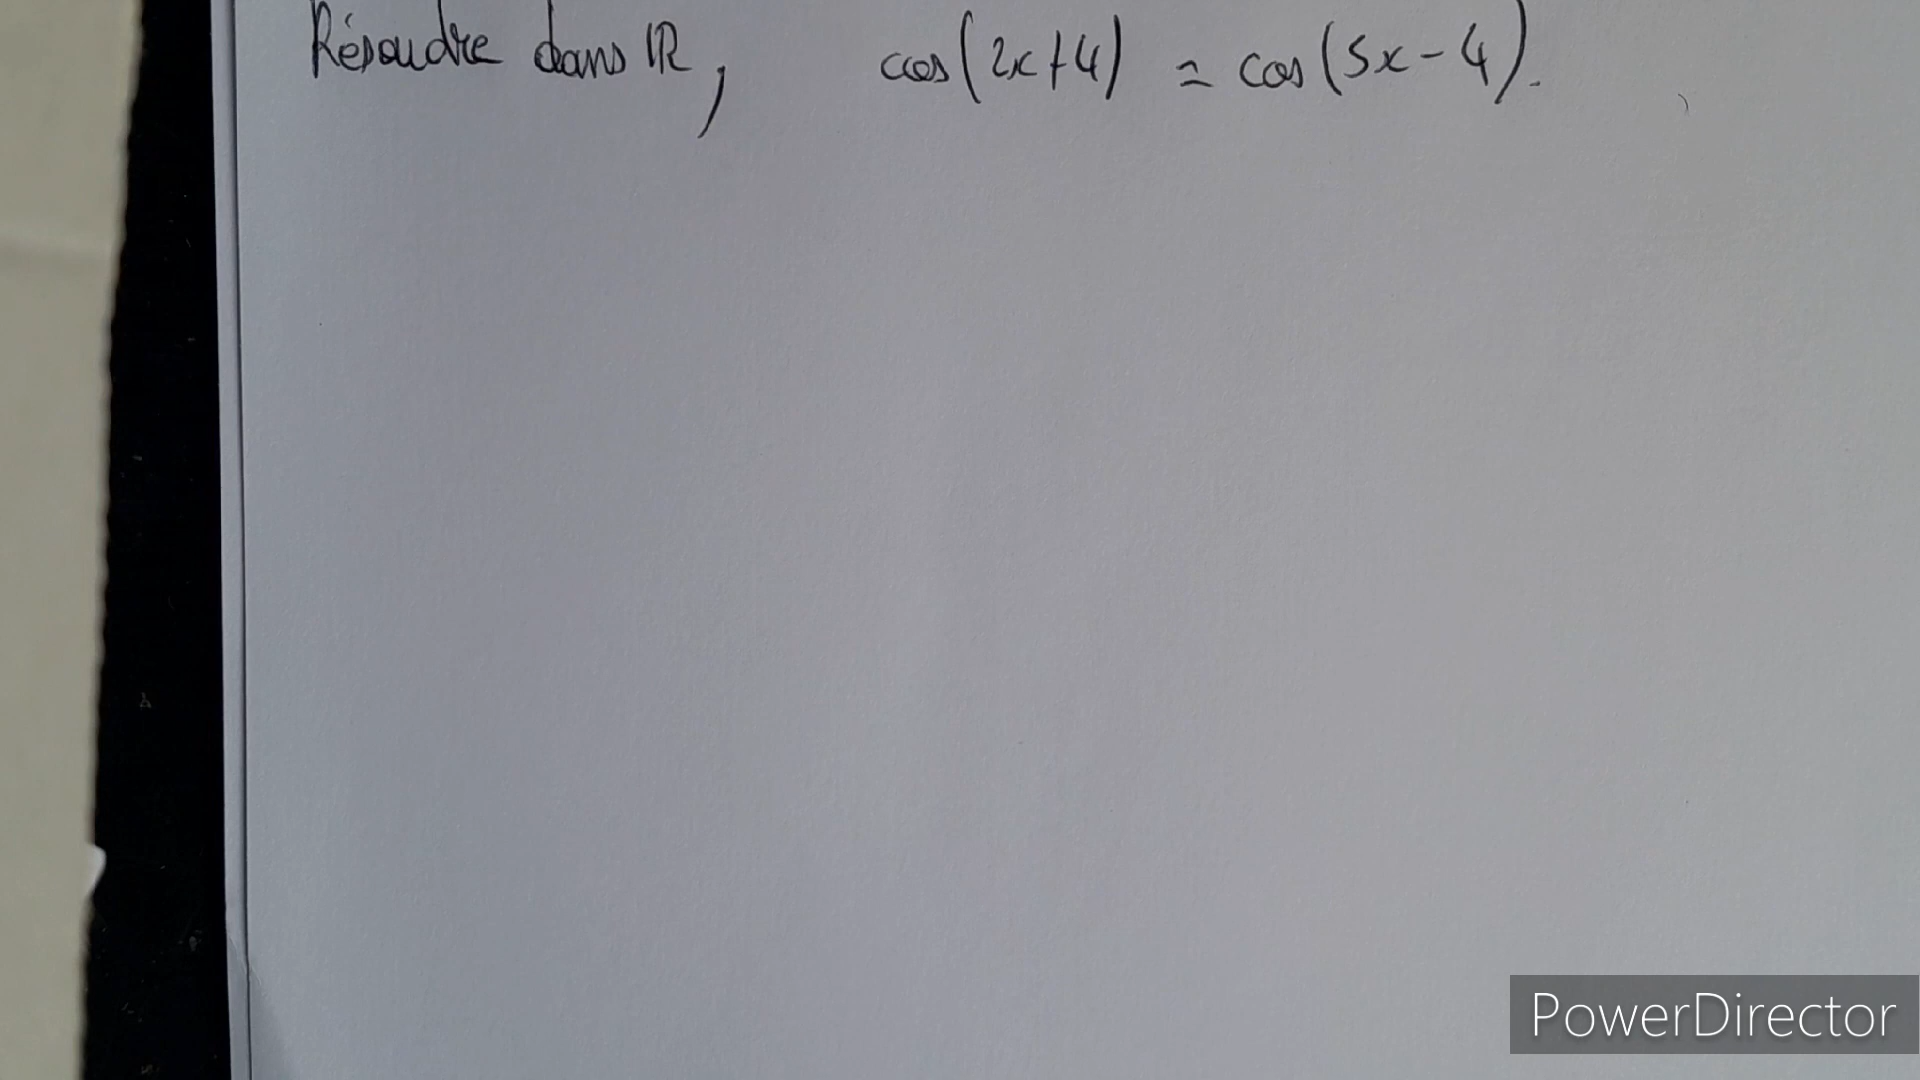 Résoudre dans ℝ, cos(2x+4) = cos(5x-4).
PowerDirector